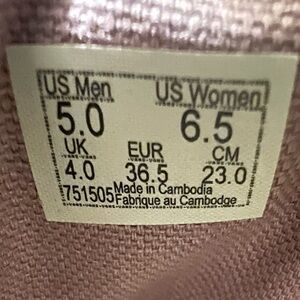 US Men US Women
5.0 6.5
UK EUR CM
4.0 36.5 23.0
751505 Made in Cambodia
Fabrique au Cambodge